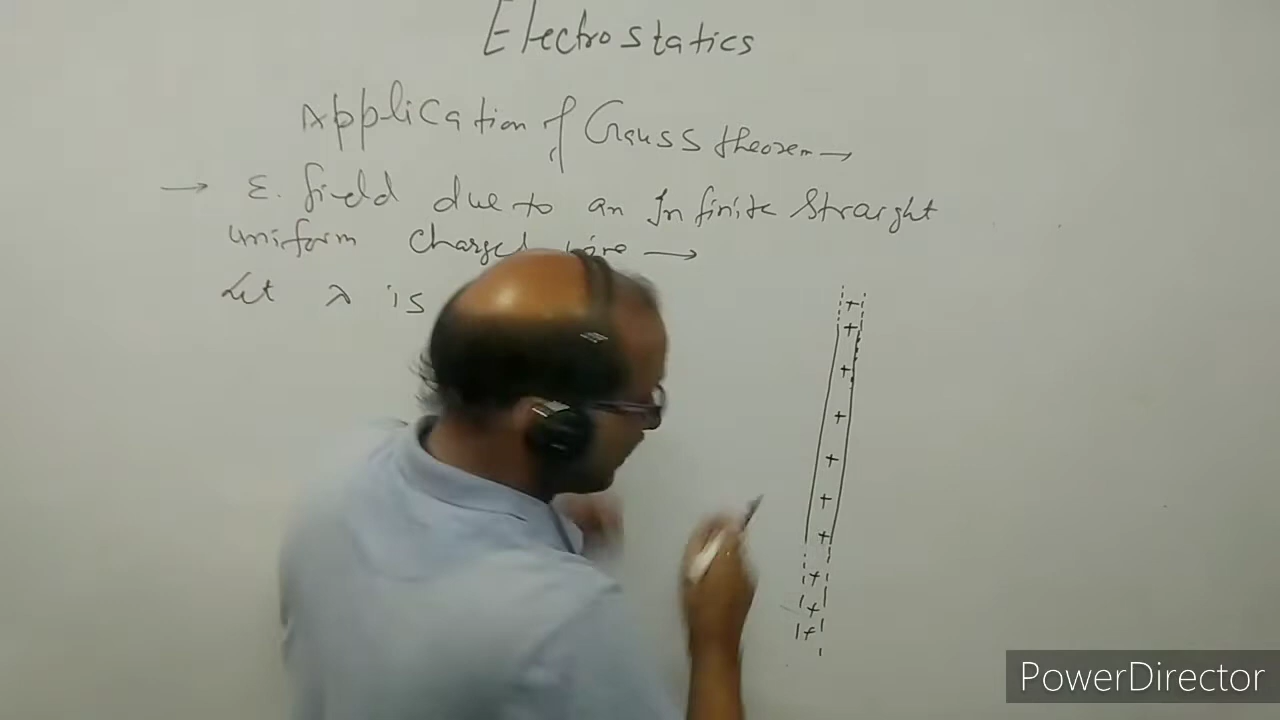 Electrostatics
Application of Gauss theorem →
→ E. field due to an Infinite Straight
uniform charged wire →
Let λ is
+
+
+
+
+
+
+
+
+
+
PowerDirector